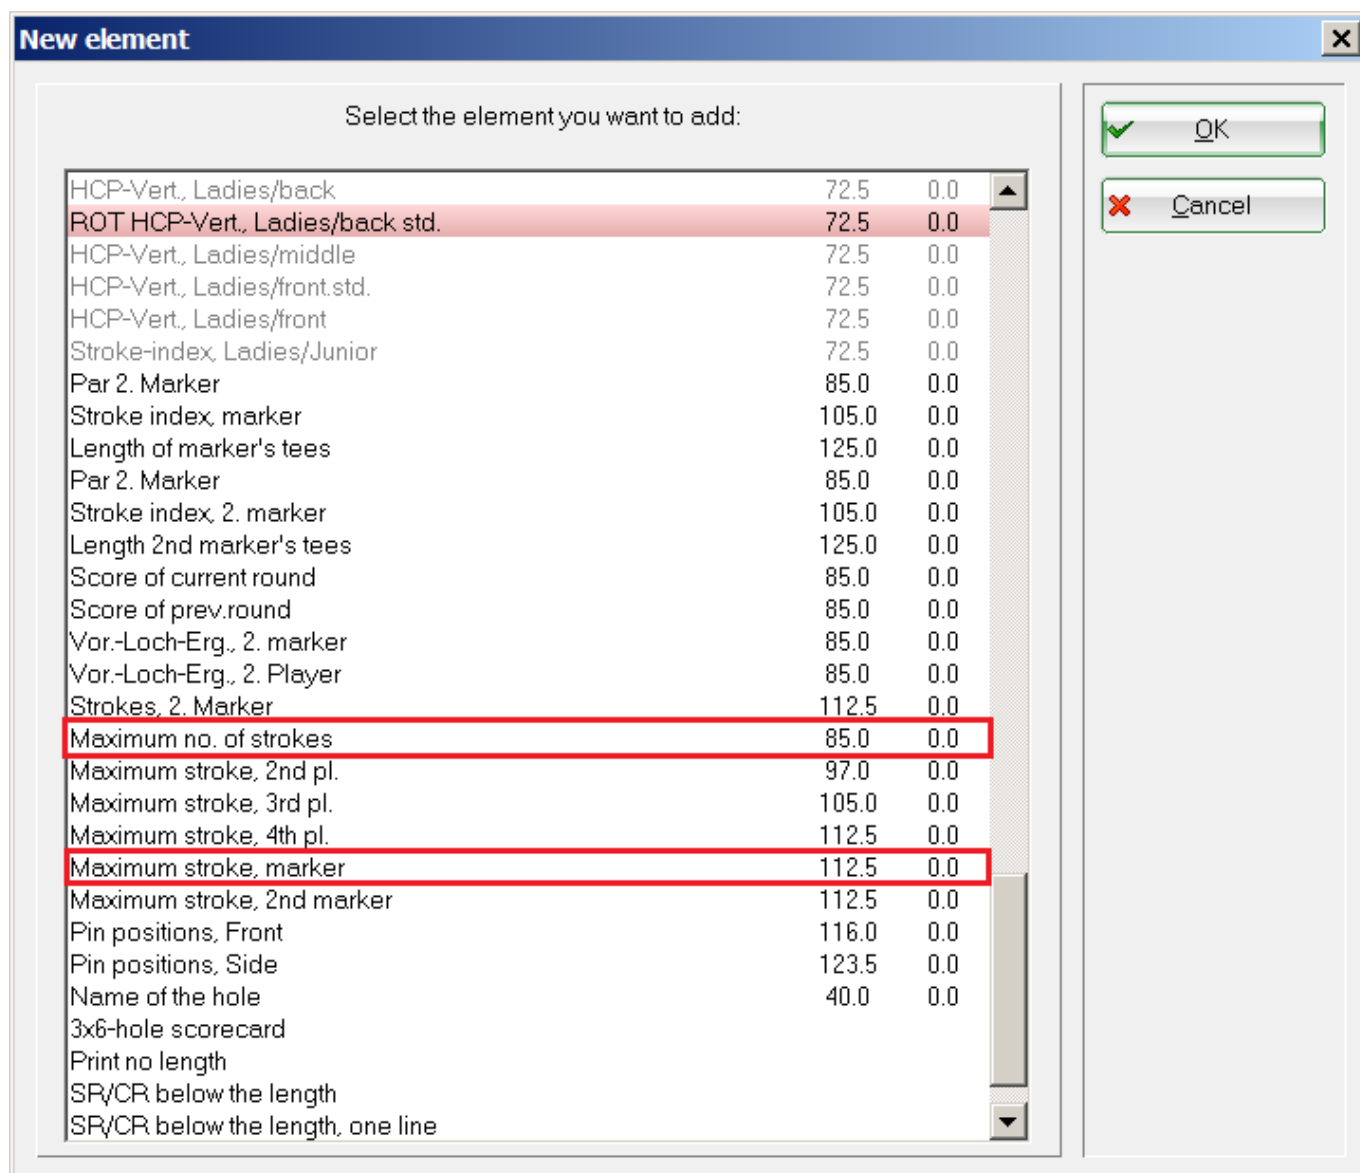 New element
Select the element you want to add:
OK
Cancel
HCP-Vert., Ladies/back 72.5 0.0
ROT HCP-Vert., Ladies/back std. 72.5 0.0
HCP-Vert., Ladies/middle 72.5 0.0
HCP-Vert., Ladies/front.std. 72.5 0.0
HCP-Vert., Ladies/front 72.5 0.0
Stroke-index, Ladies/Junior 72.5 0.0
Par 2. Marker 85.0 0.0
Stroke index, marker 105.0 0.0
Length of marker's tees 125.0 0.0
Par 2. Marker 85.0 0.0
Stroke index, 2. marker 105.0 0.0
Length 2nd marker's tees 125.0 0.0
Score of current round 85.0 0.0
Score of prev.round 85.0 0.0
Vor.-Loch-Erg., 2. marker 85.0 0.0
Vor.-Loch-Erg., 2. Player 85.0 0.0
Strokes, 2. Marker 112.5 0.0
Maximum no. of strokes 85.0 0.0
Maximum stroke, 2nd pl. 97.0 0.0
Maximum stroke, 3rd pl. 105.0 0.0
Maximum stroke, 4th pl. 112.5 0.0
Maximum stroke, marker 112.5 0.0
Maximum stroke, 2nd marker 112.5 0.0
Pin positions, Front 116.0 0.0
Pin positions, Side 123.5 0.0
Name of the hole 40.0 0.0
3x6-hole scorecard
Print no length
SR/CR below the length
SR/CR below the length, one line